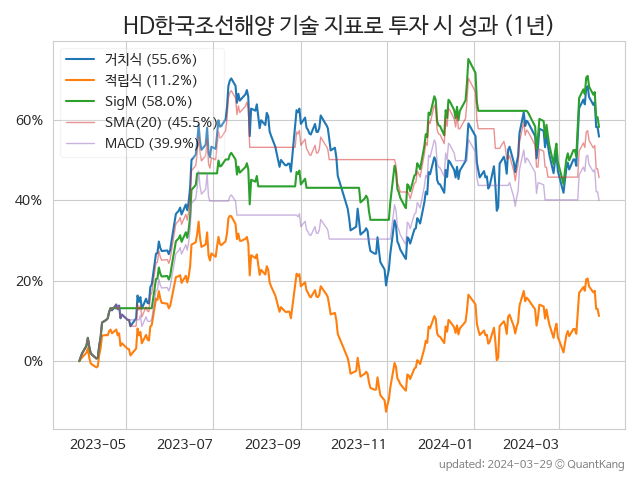 HD한국조선해양 기술 지표로 투자 시 성과 (1년)
거치식 (55.6%)
적립식 (11.2%)
SigM (58.0%)
SMA(20) (45.5%)
MACD (39.9%)
60%
40%
20%
0%
2023-05 2023-07 2023-09 2023-11 2024-01 2024-03
updated: 2024-03-29 © QuantKang